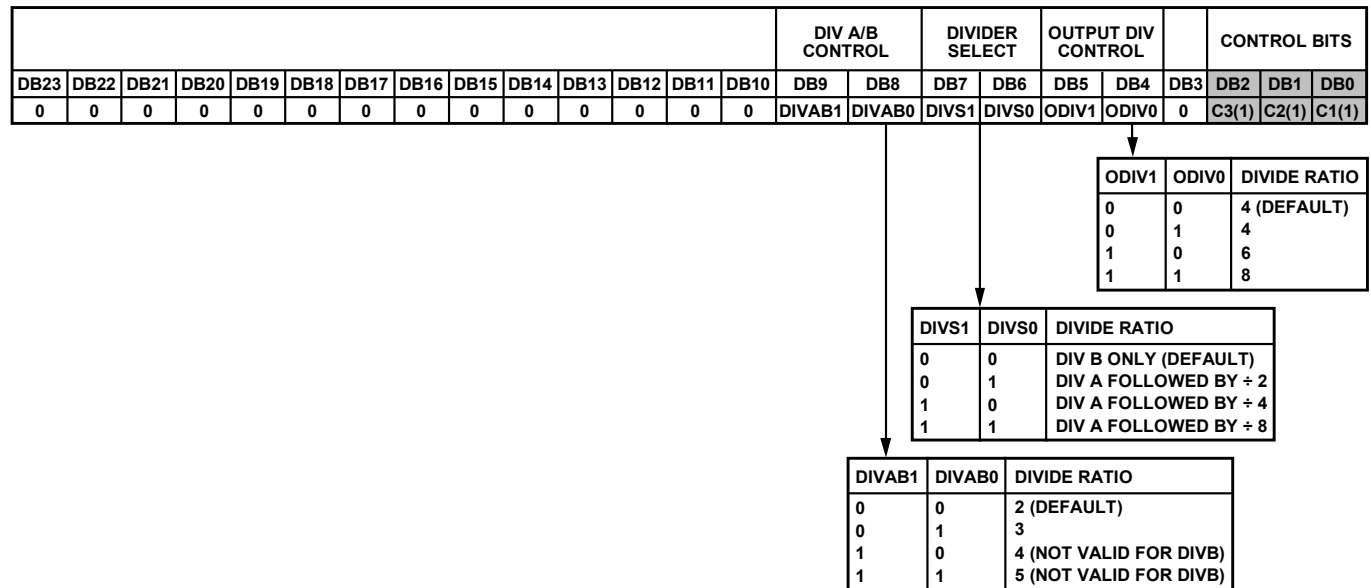 DIV A/B CONTROL DIVIDER SELECT OUTPUT DIV CONTROL CONTROL BITS
DB23 DB22 DB21 DB20 DB19 DB18 DB17 DB16 DB15 DB14 DB13 DB12 DB11 DB10 DB9 DB8 DB7 DB6 DB5 DB4 DB3 DB2 DB1 DB0
0 0 0 0 0 0 0 0 0 0 0 0 0 0 DIVAB1 DIVAB0 DIVS1 DIVS0 ODIV1 ODIV0 0 C3(1) C2(1) C1(1)
ODIV1 ODIV0 DIVIDE RATIO
0 0 4 (DEFAULT)
0 1 4
1 0 6
1 1 8
DIVS1 DIVS0 DIVIDE RATIO
0 0 DIV B ONLY (DEFAULT)
0 1 DIV A FOLLOWED BY ÷ 2
1 0 DIV A FOLLOWED BY ÷ 4
1 1 DIV A FOLLOWED BY ÷ 8
DIVAB1 DIVAB0 DIVIDE RATIO
0 0 2 (DEFAULT)
0 1 3
1 0 4 (NOT VALID FOR DIVB)
1 1 5 (NOT VALID FOR DIVB)